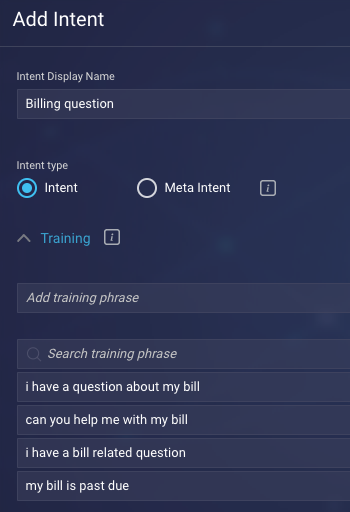 Add Intent
Intent Display Name
Billing question
Intent type
Intent
Meta Intent
i
Training
i
Add training phrase
Search training phrase
i have a question about my bill
can you help me with my bill
i have a bill related question
my bill is past due